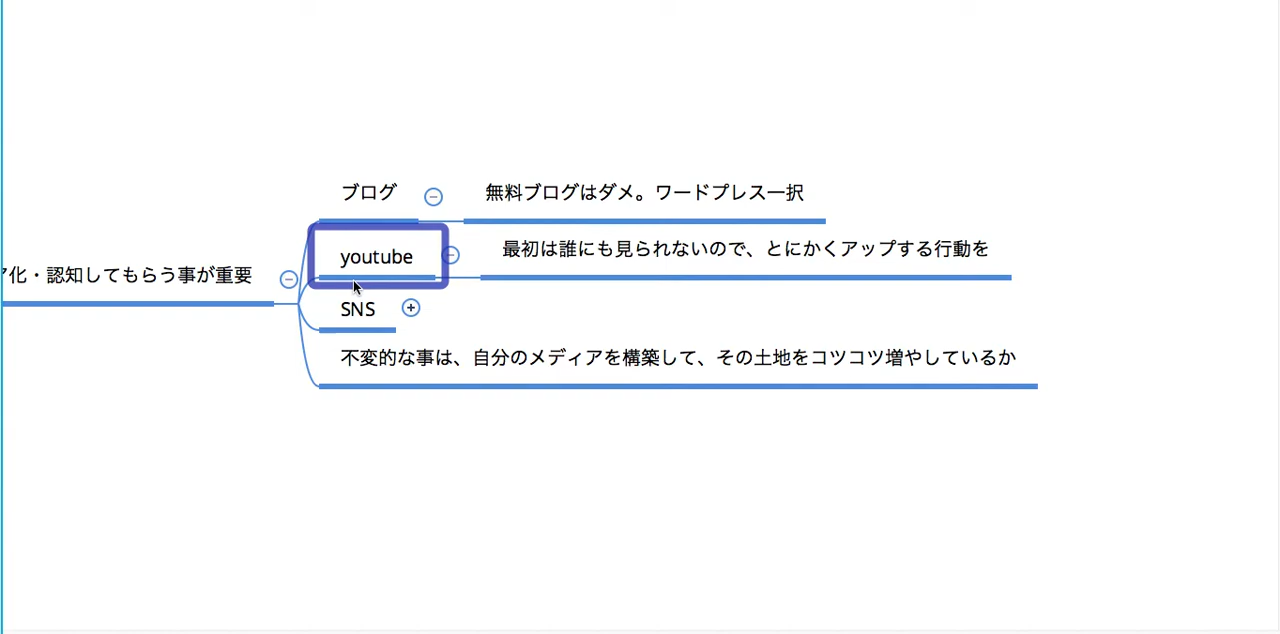 ブログ
無料ブログはダメ。ワードプレス一択
youtube
最初は誰にも見られないので、とにかくアップする行動を
化・認知してもらう事が重要
SNS
不変的な事は、自分のメディアを構築して、その土地をコツコツ増やしているか